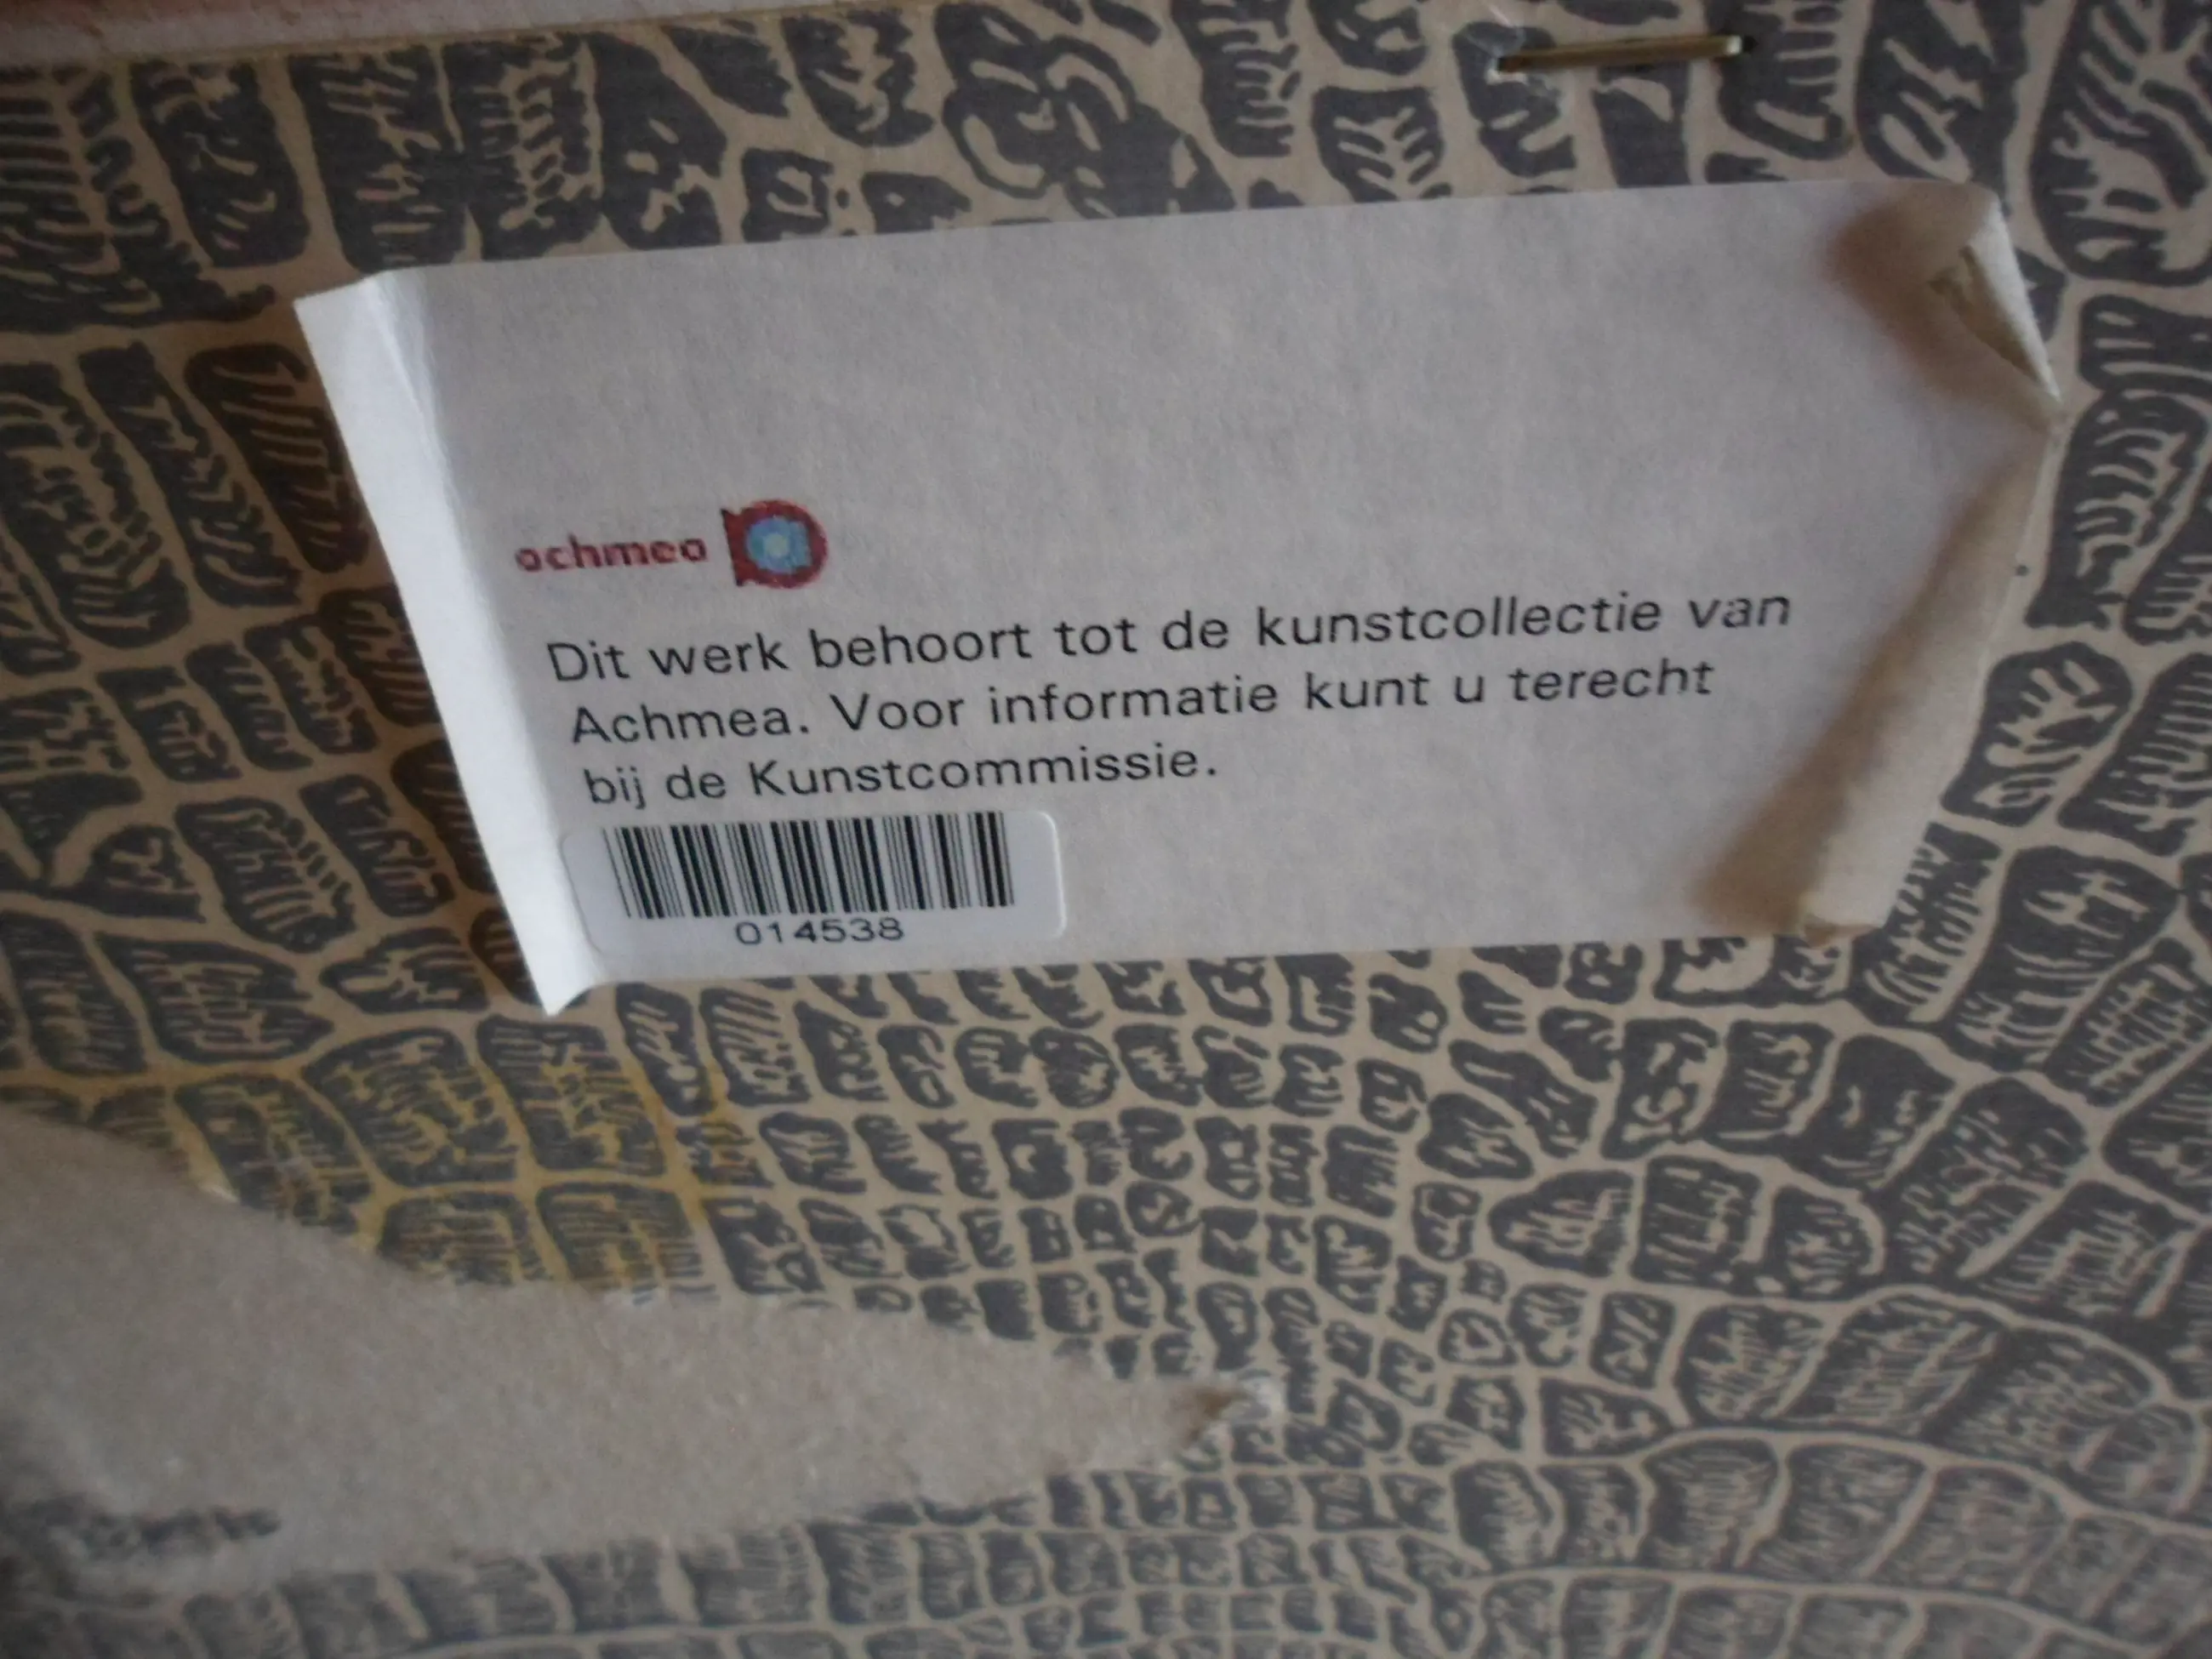 achmea
Dit werk behoort tot de kunstcollectie van
Achmea. Voor informatie kunt u terecht
bij de Kunstcommissie.
014538